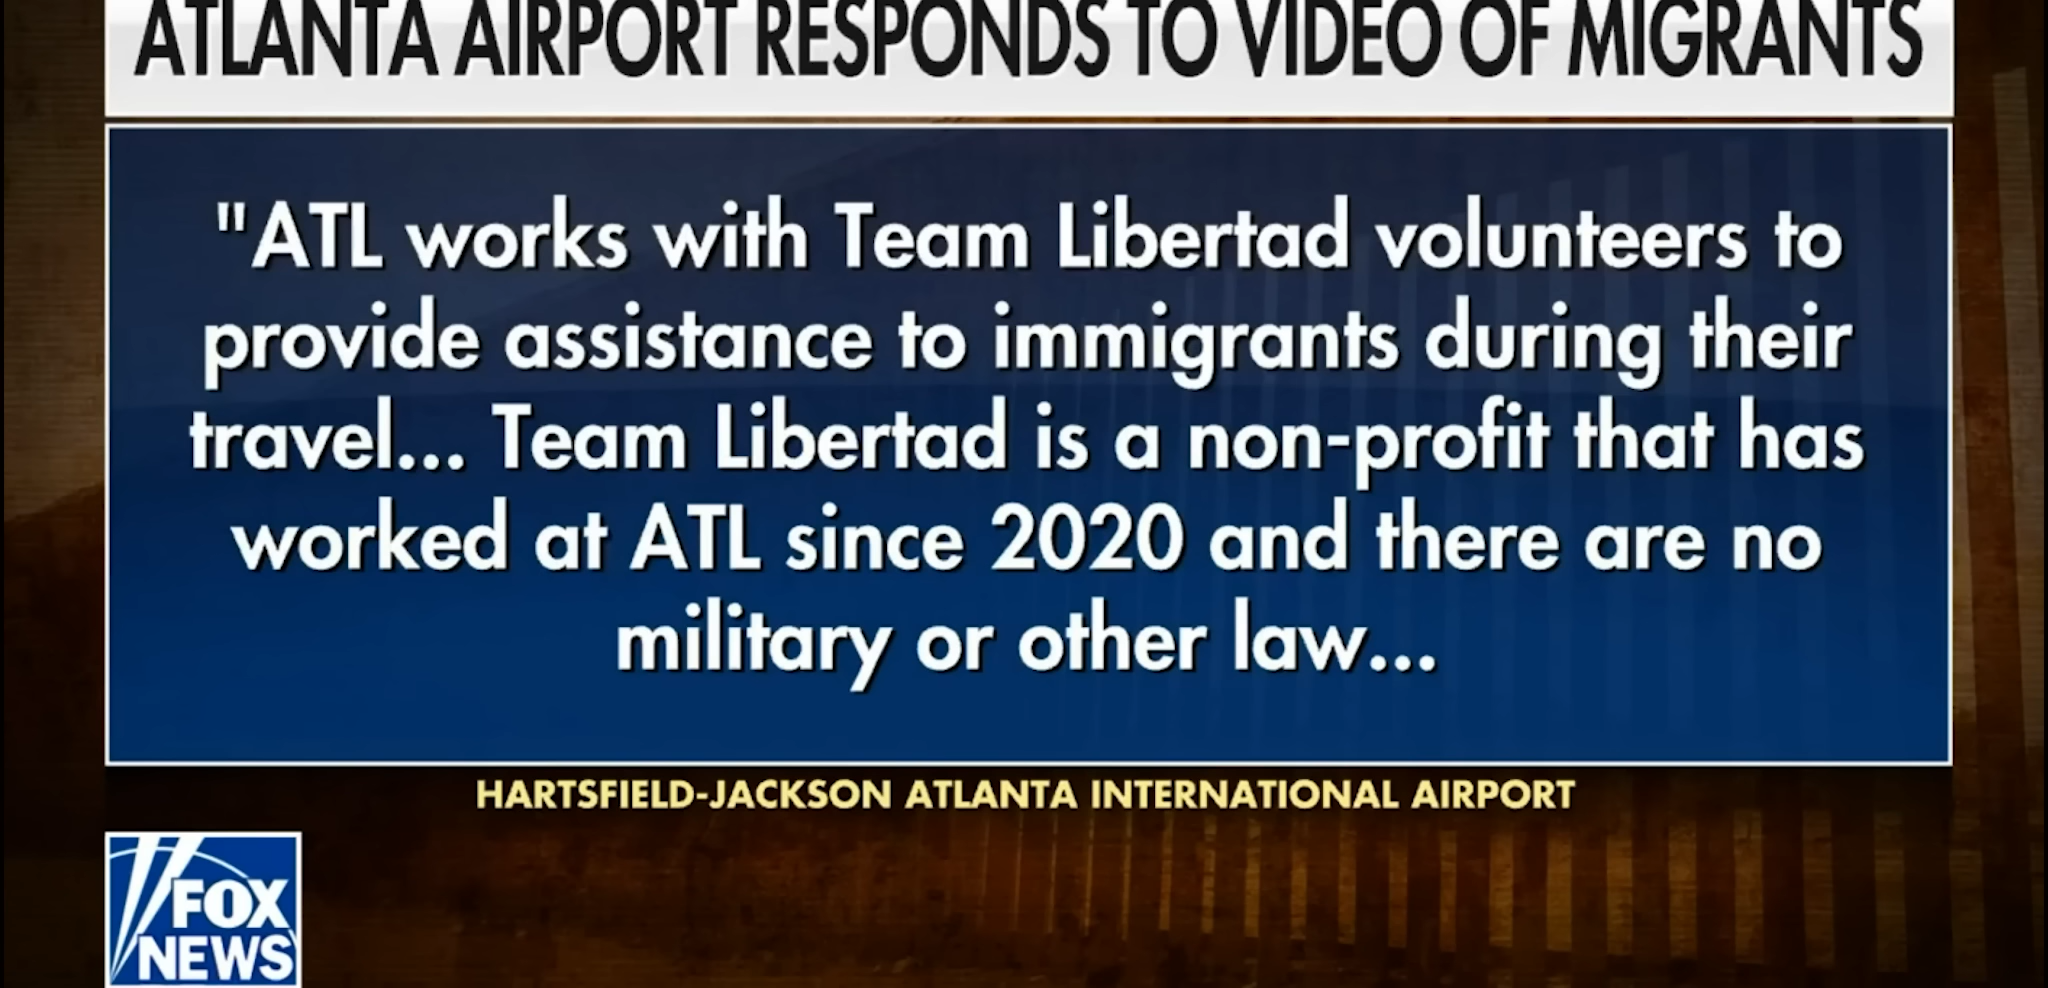 ATLANTA AIRPORT RESPONDS TO VIDEO OF MIGRANTS
"ATL works with Team Libertad volunteers to
provide assistance to immigrants during their
travel... Team Libertad is a non-profit that has
worked at ATL since 2020 and there are no
military or other law...
HARTSFIELD-JACKSON ATLANTA INTERNATIONAL AIRPORT
FOX
NEWS